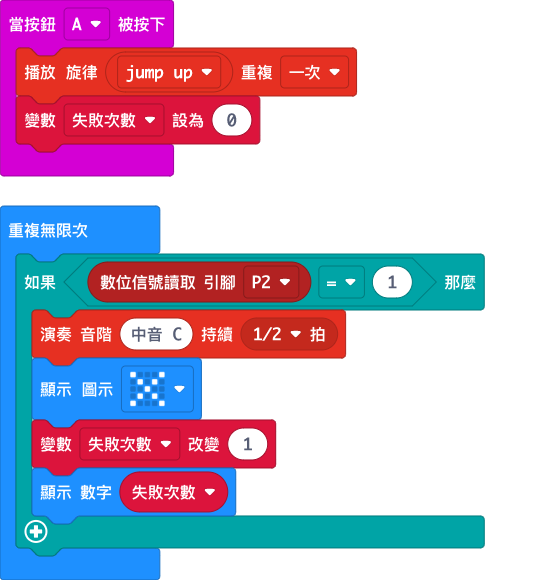 當按鈕 A 被按下
播放 旋律 jump up 重複 一次
變數 失敗次數 設為 0
重複無限次
如果 數位信號讀取 引腳 P2 = 1 那麼
演奏 音階 中音 C 持續 1/2 拍
顯示 圖示
變數 失敗次數 改變 1
顯示 數字 失敗次數